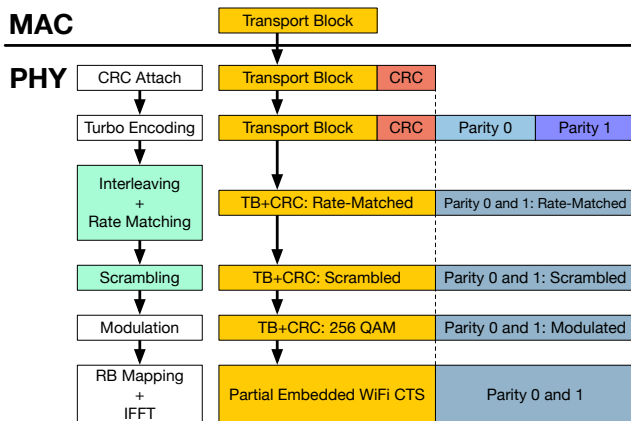 MAC
Transport Block
PHY
CRC Attach
Transport Block
CRC
Turbo Encoding
Transport Block
CRC
Parity 0
Parity 1
Interleaving
+
Rate Matching
TB+CRC: Rate-Matched
Parity 0 and 1: Rate-Matched
Scrambling
TB+CRC: Scrambled
Parity 0 and 1: Scrambled
Modulation
TB+CRC: 256 QAM
Parity 0 and 1: Modulated
RB Mapping
+
IFFT
Partial Embedded WiFi CTS
Parity 0 and 1